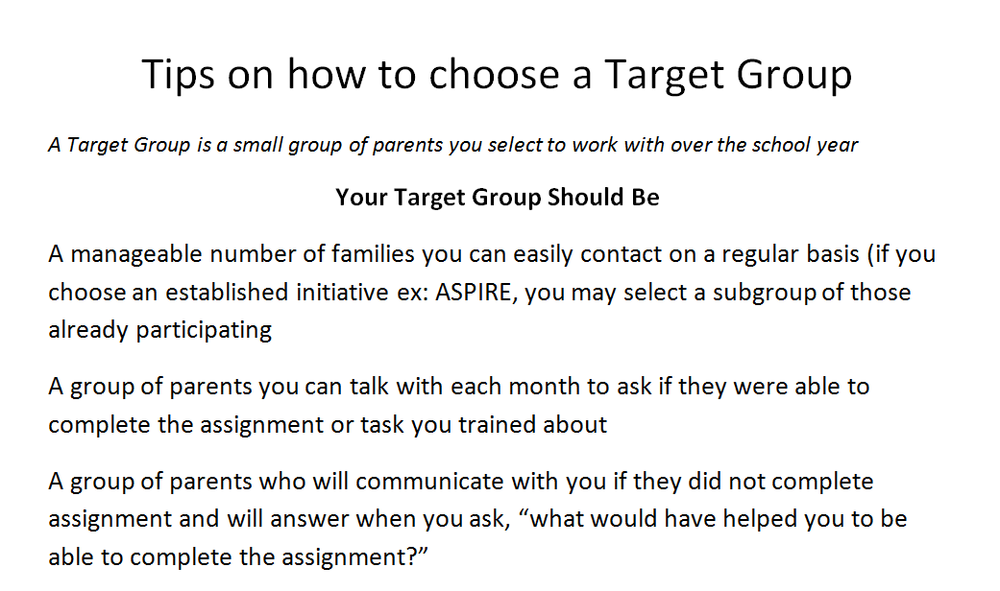 Tips on how to choose a Target Group
A Target Group is a small group of parents you select to work with over the school year
Your Target Group Should Be
A manageable number of families you can easily contact on a regular basis (if you
choose an established initiative ex: ASPIRE, you may select a subgroup of those
already participating
A group of parents you can talk with each month to ask if they were able to
complete the assignment or task you trained about
A group of parents who will communicate with you if they did not complete
assignment and will answer when you ask, “what would have helped you to be
able to complete the assignment?”